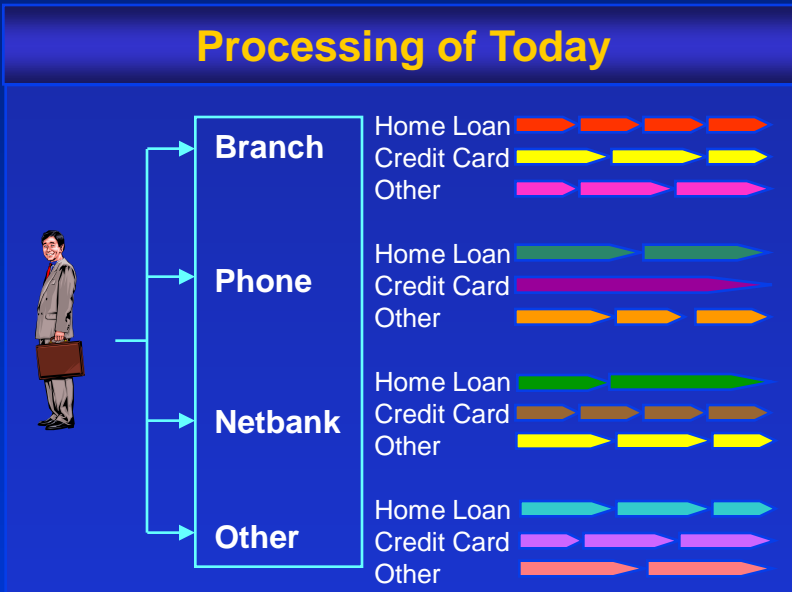 Processing of Today
Branch
Home Loan
Credit Card
Other
Phone
Home Loan
Credit Card
Other
Netbank
Home Loan
Credit Card
Other
Other
Home Loan
Credit Card
Other